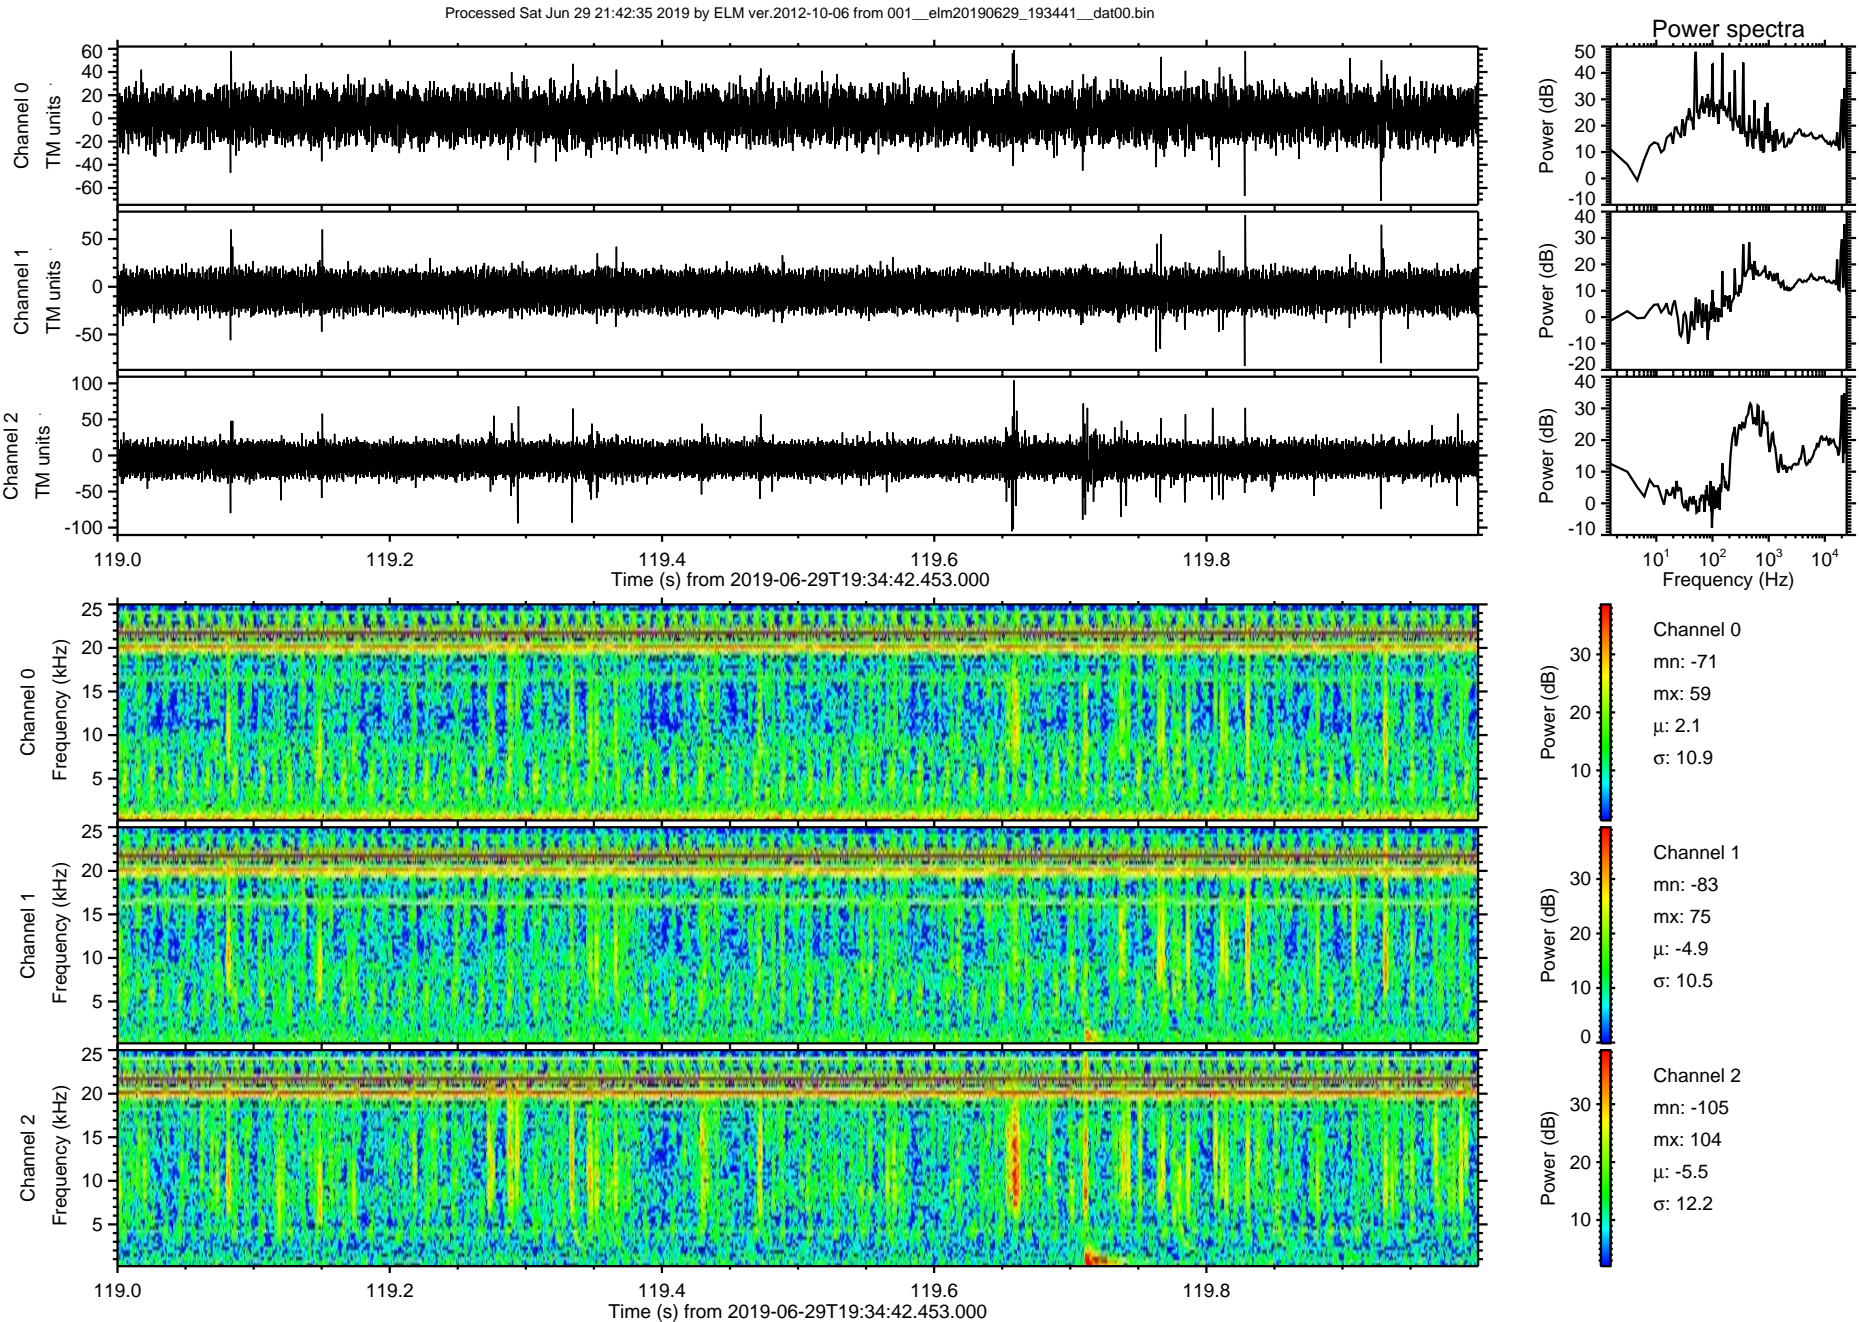 Processed Sat Jun 29 21:42:35 2019 by ELM ver.2012-10-06 from 001__elm20190629_193441__dat00.bin
Power spectra
Channel 0
TM units
60
40
20
0
-20
-40
-60
Power (dB)
50
40
30
20
10
0
-10
Channel 1
TM units
50
0
-50
Power (dB)
40
30
20
10
0
-10
-20
Channel 2
TM units
100
50
0
-50
-100
Power (dB)
40
30
20
10
0
-10
119.0 119.2 119.4 119.6 119.8
Time (s) from 2019-06-29T19:34:42.453.000
10¹ 10² 10³ 10⁴
Frequency (Hz)
Channel 0
Frequency (kHz)
25
20
15
10
5
Power (dB)
30
20
10
Channel 0
mn: -71
mx: 59
µ: 2.1
σ: 10.9
Channel 1
Frequency (kHz)
25
20
15
10
5
Power (dB)
30
20
10
0
Channel 1
mn: -83
mx: 75
µ: -4.9
σ: 10.5
Channel 2
Frequency (kHz)
25
20
15
10
5
Power (dB)
30
20
10
Channel 2
mn: -105
mx: 104
µ: -5.5
σ: 12.2
119.0 119.2 119.4 119.6 119.8
Time (s) from 2019-06-29T19:34:42.453.000